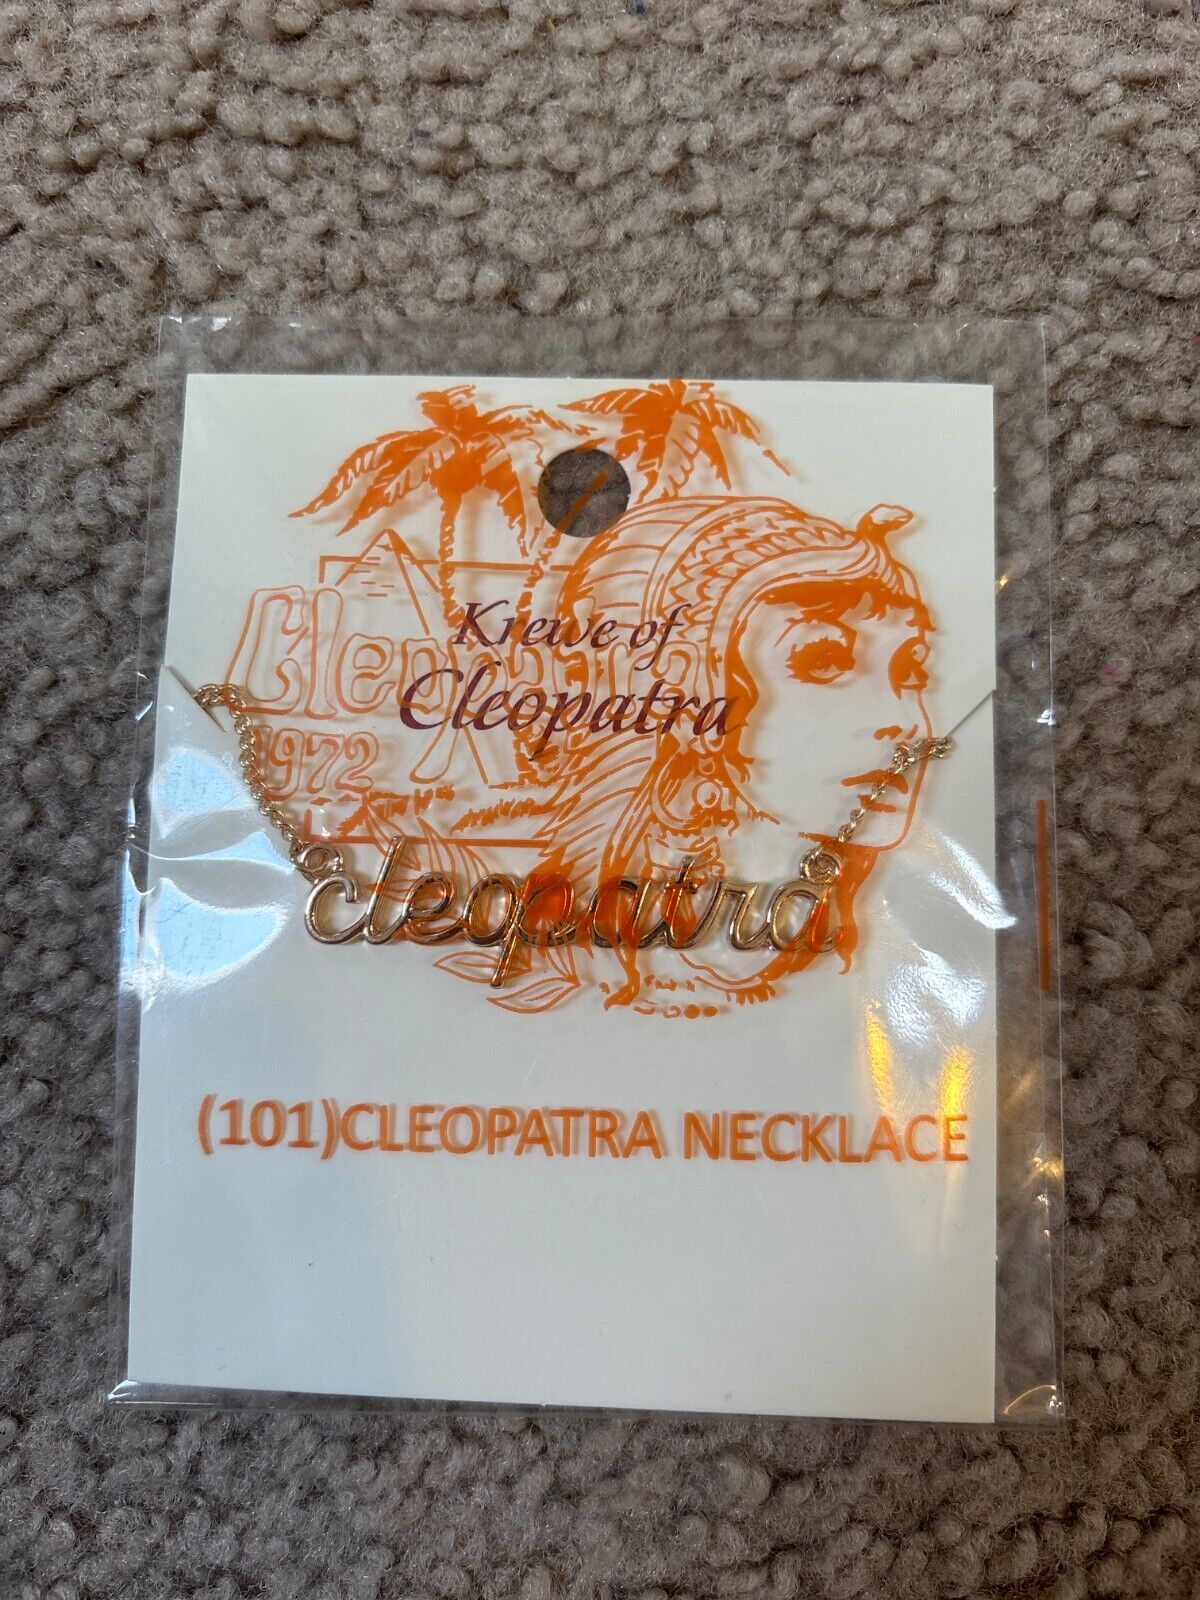 Cleopatra
1972
Krewe of
Cleopatra
cleopatra
(101)CLEOPATRA NECKLACE